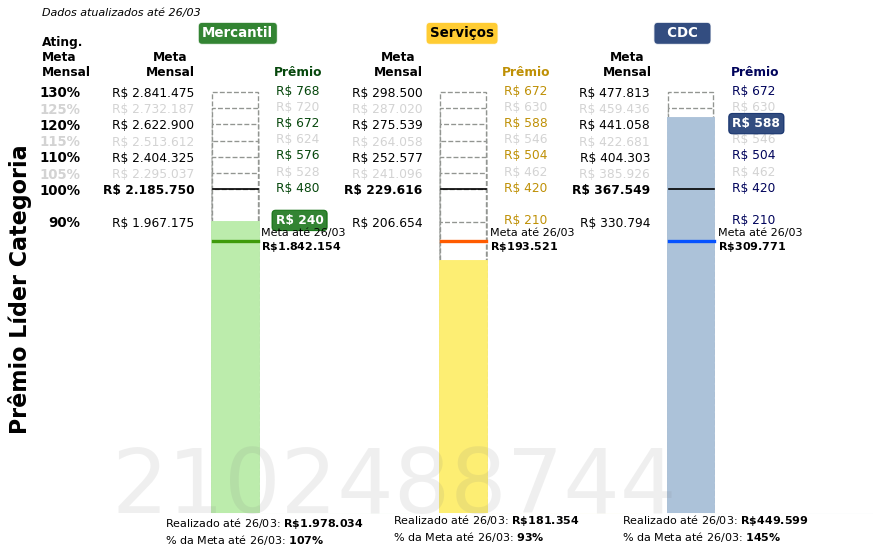 Dados atualizados até 26/03
Mercantil Serviços CDC
Ating. Meta Mensal Meta Mensal Prêmio Meta Mensal Prêmio Meta Mensal Prêmio
130% R$ 2.841.475 R$ 768 R$ 298.500 R$ 672 R$ 477.813 R$ 672
125% R$ 2.732.187 R$ 720 R$ 287.020 R$ 630 R$ 459.436 R$ 630
120% R$ 2.622.900 R$ 672 R$ 275.539 R$ 588 R$ 441.058 R$ 588
115% R$ 2.513.612 R$ 624 R$ 264.058 R$ 546 R$ 422.681 R$ 546
110% R$ 2.404.325 R$ 576 R$ 252.577 R$ 504 R$ 404.303 R$ 504
105% R$ 2.295.037 R$ 528 R$ 241.096 R$ 462 R$ 385.926 R$ 462
100% R$ 2.185.750 R$ 480 R$ 229.616 R$ 420 R$ 367.549 R$ 420
90% R$ 1.967.175 R$ 240 R$ 206.654 R$ 210 R$ 330.794 R$ 210
Meta até 26/03 Meta até 26/03 Meta até 26/03
R$1.842.154 R$193.521 R$309.771
Prêmio Líder Categoria
2102488744
Realizado até 26/03: R$1.978.034 Realizado até 26/03: R$181.354 Realizado até 26/03: R$449.599
% da Meta até 26/03: 107% % da Meta até 26/03: 93% % da Meta até 26/03: 145%